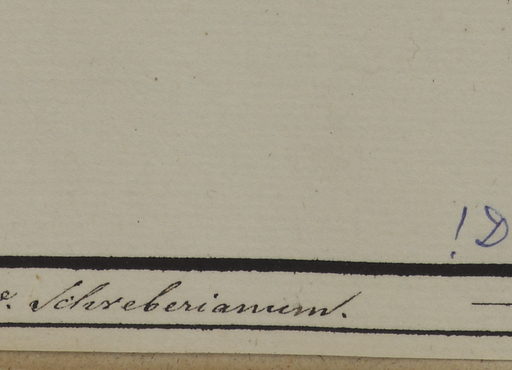 ! D
v. Schreberianum.